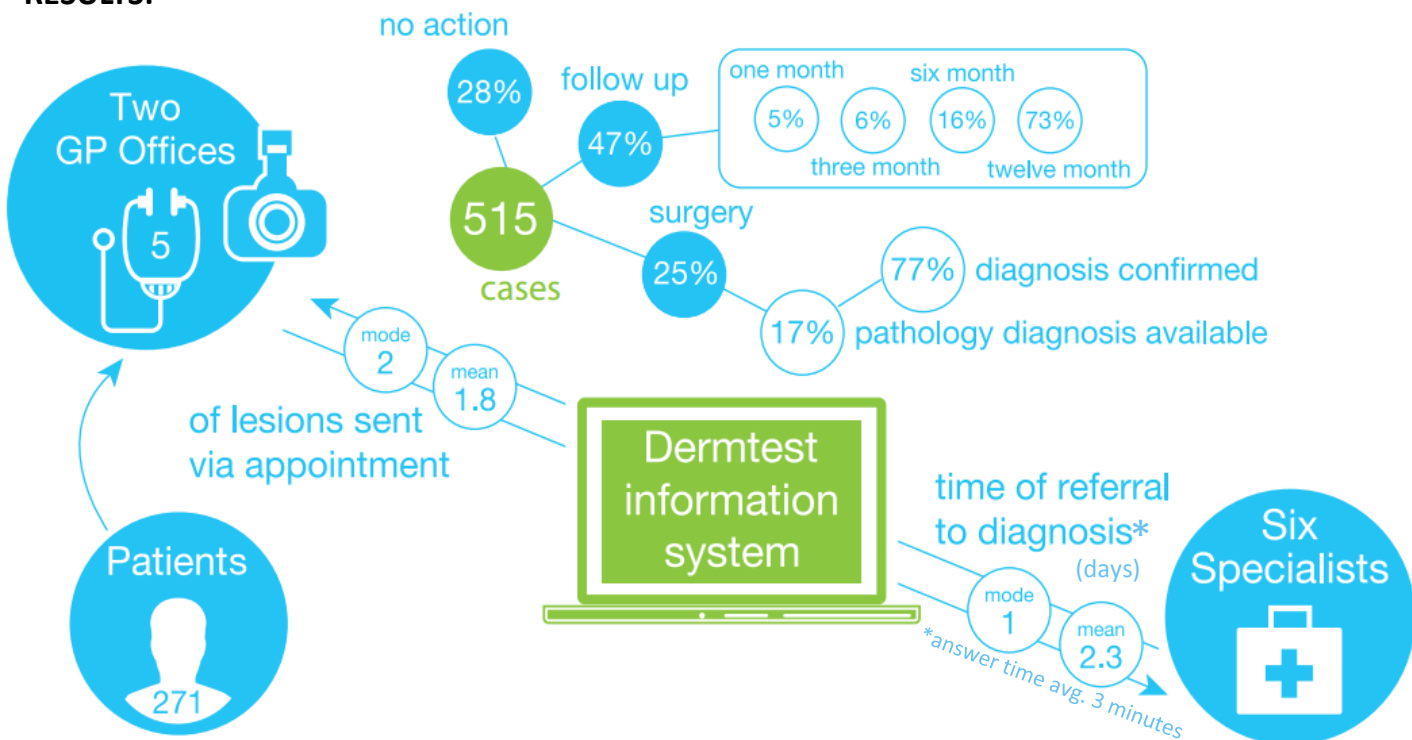 RESULTS:
no action
28%
follow up
47%
one month
six month
5%
6%
16%
73%
three month
twelve month
Two
GP Offices
5
515
cases
surgery
25%
77%
diagnosis confirmed
17%
pathology diagnosis available
mode
2
mean
1.8
of lesions sent
via appointment
Dermtest
information
system
time of referral
to diagnosis*
(days)
mode
1
mean
2.3
*answer time avg. 3 minutes
Six
Specialists
Patients
271